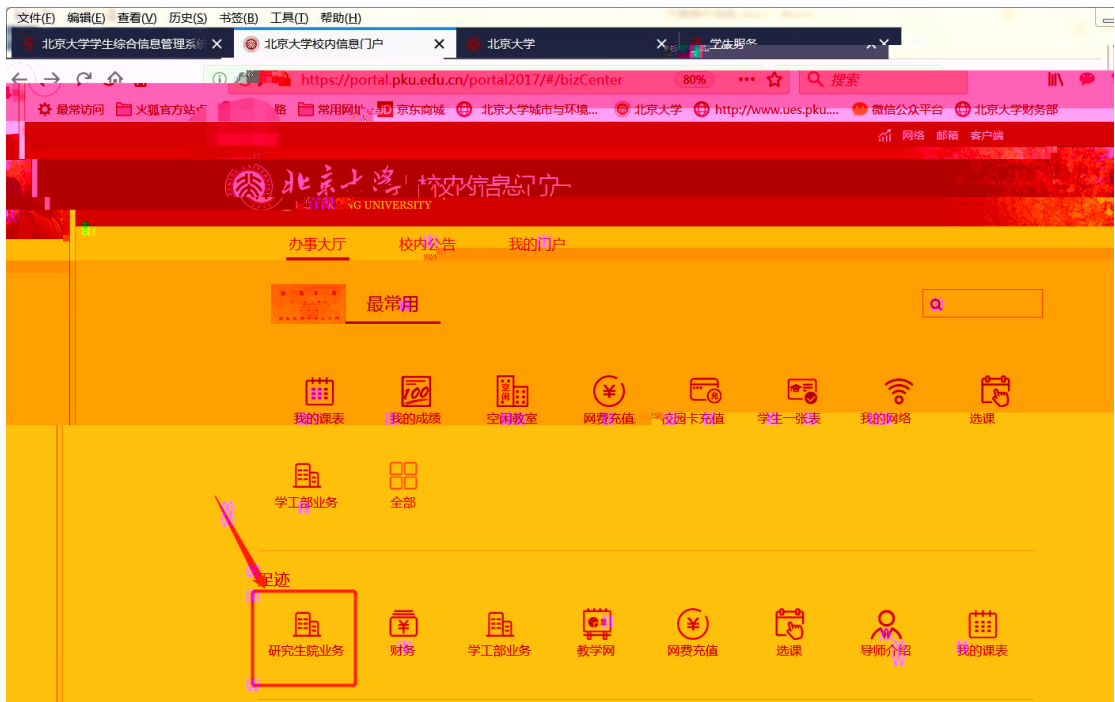 文件(F) 编辑(E) 查看(V) 历史(S) 书签(B) 工具(T) 帮助(H)
北京大学学生综合信息管理系统 北京大学校内信息门户 北京大学 学生服务
https://portal.pku.edu.cn/portal2017/#/bizCenter 80% 搜索
最常访问 火狐官方站点 常用网址 京东商城 北京大学城市与环境... 北京大学 http://www.ues.pku.... 微信公众平台 北京大学财务部
网络 邮箱 客户端
北京大学 校内信息门户
UNIVERSITY
办事大厅 校内公告 我的门户
最常用
我的课表 我的成绩 空闲教室 网费充值 校园卡充值 学生一张表 我的网络 选课
学工部业务 全部
足迹
研究生院业务 财务 学工部业务 教学网 网费充值 选课 导师介绍 我的课表